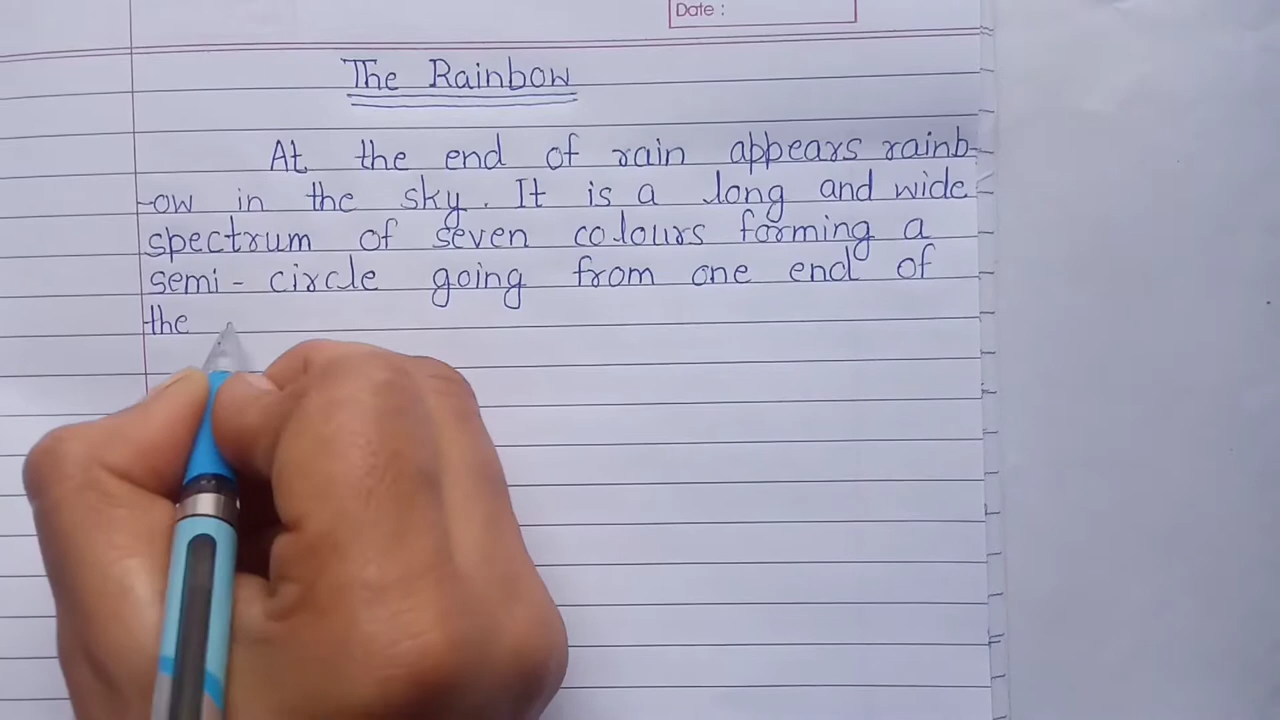 Date :
The Rainbow
At the end of rain appears rainb-
-ow in the sky. It is a long and wide
spectrum of seven colours forming a
semi-circle going from one end of
the